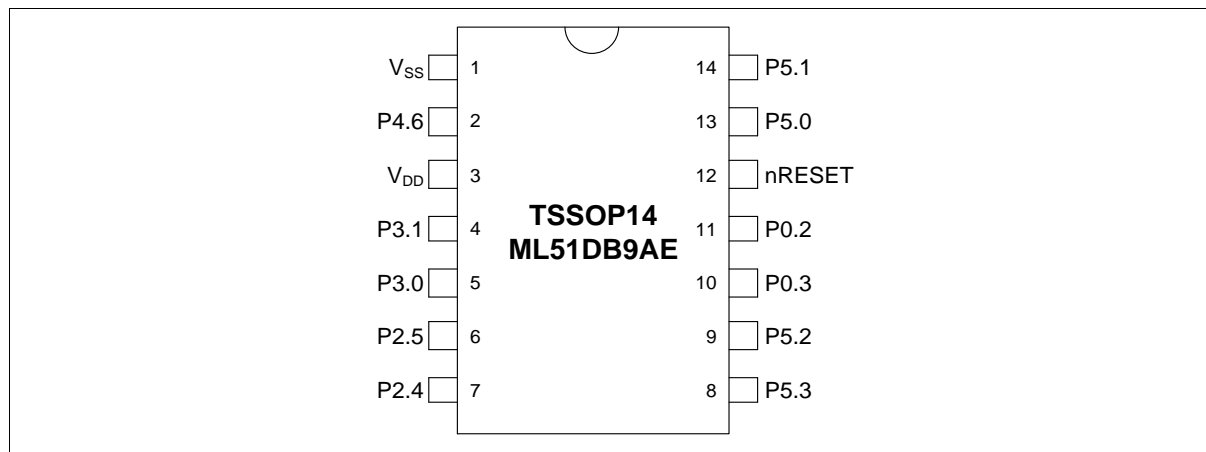 VSS 1 14 P5.1
P4.6 2 13 P5.0
VDD 3 12 nRESET
P3.1 4 11 P0.2
P3.0 5 10 P0.3
P2.5 6 9 P5.2
P2.4 7 8 P5.3
TSSOP14
ML51DB9AE